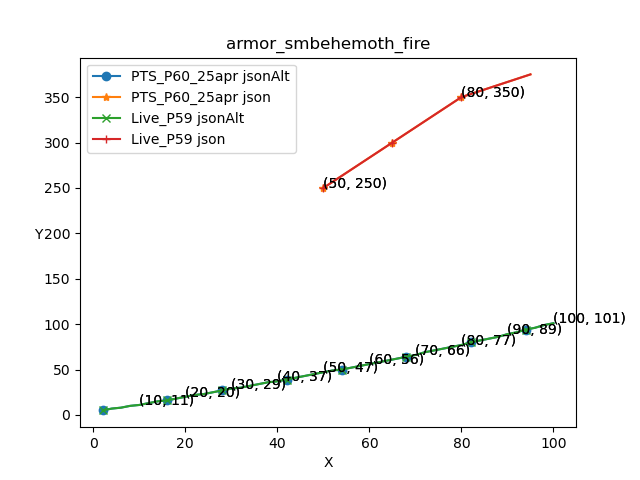 armor_smbehemoth_fire
PTS_P60_25apr jsonAlt
PTS_P60_25apr json
Live_P59 jsonAlt
Live_P59 json
350
300
250
Y200
150
100
50
0
(80, 350)
(50, 250)
(10, 11)
(20, 20)
(30, 29)
(40, 37)
(50, 47)
(60, 56)
(70, 66)
(80, 77)
(90, 89)
(100, 101)
0 20 40 60 80 100
X